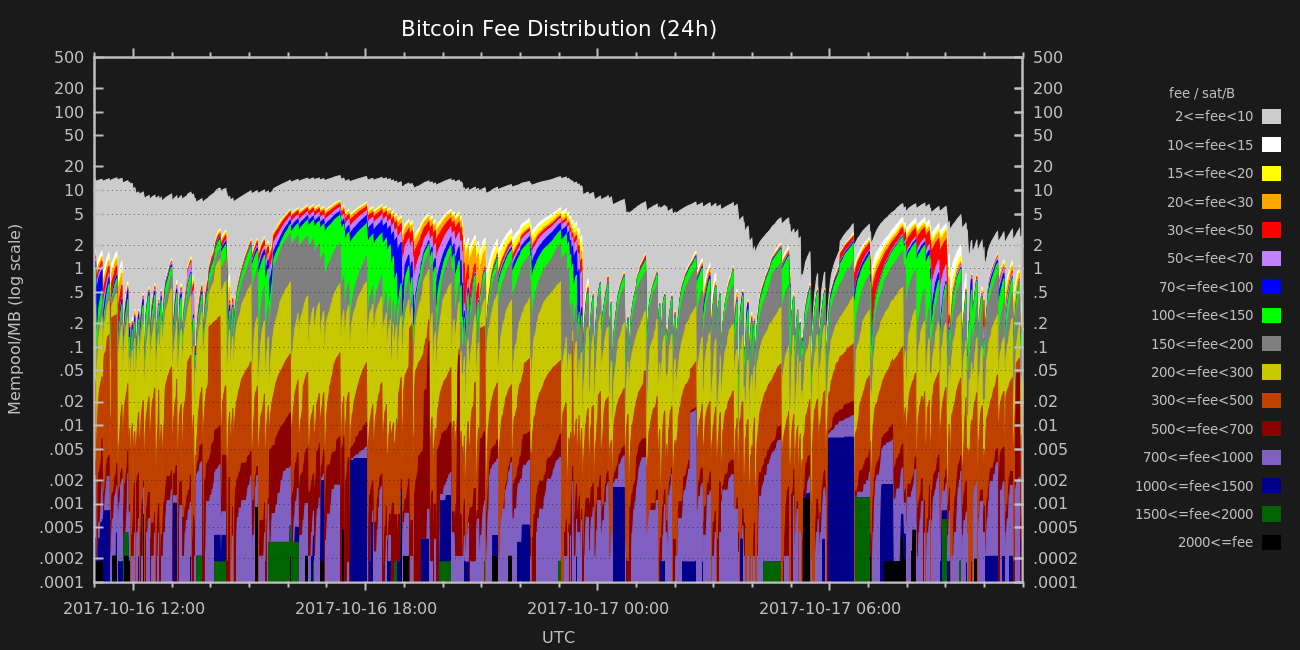 Bitcoin Fee Distribution (24h)
Mempool/MB (log scale)
500
200
100
50
20
10
5
2
1
.5
.2
.1
.05
.02
.01
.005
.002
.001
.0005
.0002
.0001
500
200
100
50
20
10
5
2
1
.5
.2
.1
.05
.02
.01
.005
.002
.001
.0005
.0002
.0001
2017-10-16 12:00 2017-10-16 18:00 2017-10-17 00:00 2017-10-17 06:00
UTC
fee / sat/B
2<=fee<10
10<=fee<15
15<=fee<20
20<=fee<30
30<=fee<50
50<=fee<70
70<=fee<100
100<=fee<150
150<=fee<200
200<=fee<300
300<=fee<500
500<=fee<700
700<=fee<1000
1000<=fee<1500
1500<=fee<2000
2000<=fee